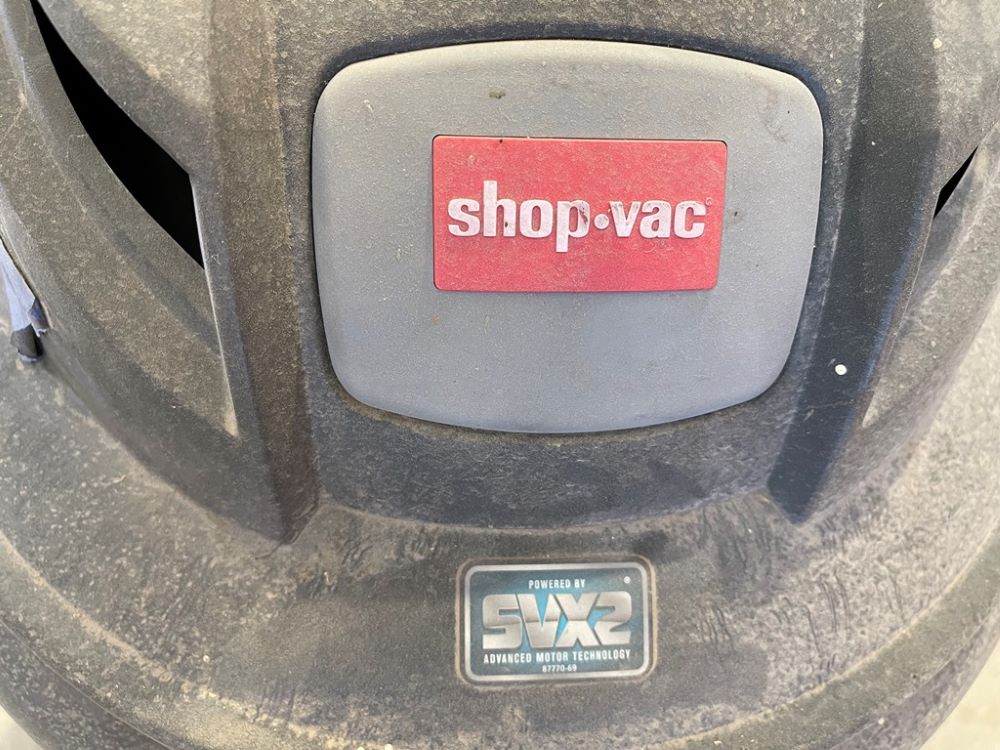 shop·vac
POWERED BY
SVX2®
ADVANCED MOTOR TECHNOLOGY
87770-69